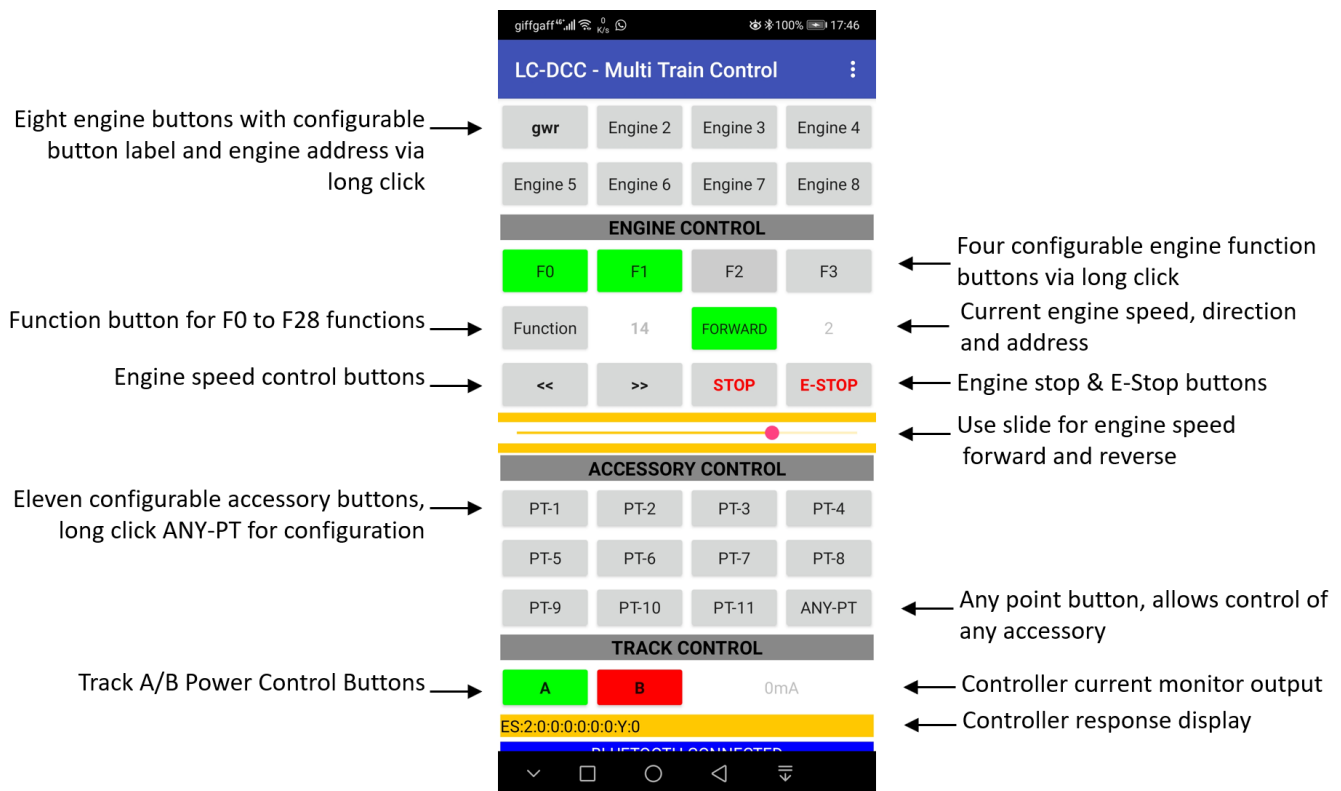 giffgaff 46 0 K/s 100% 17:46
LC-DCC - Multi Train Control
Eight engine buttons with configurable
button label and engine address via
long click
gwr Engine 2 Engine 3 Engine 4
Engine 5 Engine 6 Engine 7 Engine 8
ENGINE CONTROL
F0 F1 F2 F3
Four configurable engine function
buttons via long click
Function button for F0 to F28 functions
Function 14 FORWARD 2
Current engine speed, direction
and address
Engine speed control buttons
<< >> STOP E-STOP
Engine stop & E-Stop buttons
Use slide for engine speed
forward and reverse
ACCESSORY CONTROL
Eleven configurable accessory buttons,
long click ANY-PT for configuration
PT-1 PT-2 PT-3 PT-4
PT-5 PT-6 PT-7 PT-8
PT-9 PT-10 PT-11 ANY-PT
Any point button, allows control of
any accessory
TRACK CONTROL
Track A/B Power Control Buttons
A B 0mA
Controller current monitor output
ES:2:0:0:0:0:0:Y:0
Controller response display
BLUETOOTH CONNECTED